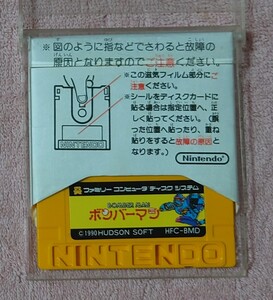 ※図のように指などでさわると故障の
原因となりますのでご注意ください。
※この磁気フィルム部分にご
注意ください。
※シールをディスクカードに
貼る場合は指定位置へ、正
しく貼ってください。(誤
った位置へ貼ったり、重ね
貼りをすると故障の原因と
なります。)
NINTENDO
Nintendo
ファミリー コンピュータ ディスク システム
BOMBER MAN
ボンバーマン
©1990 HUDSON SOFT HFC-BMD
NINTENDO